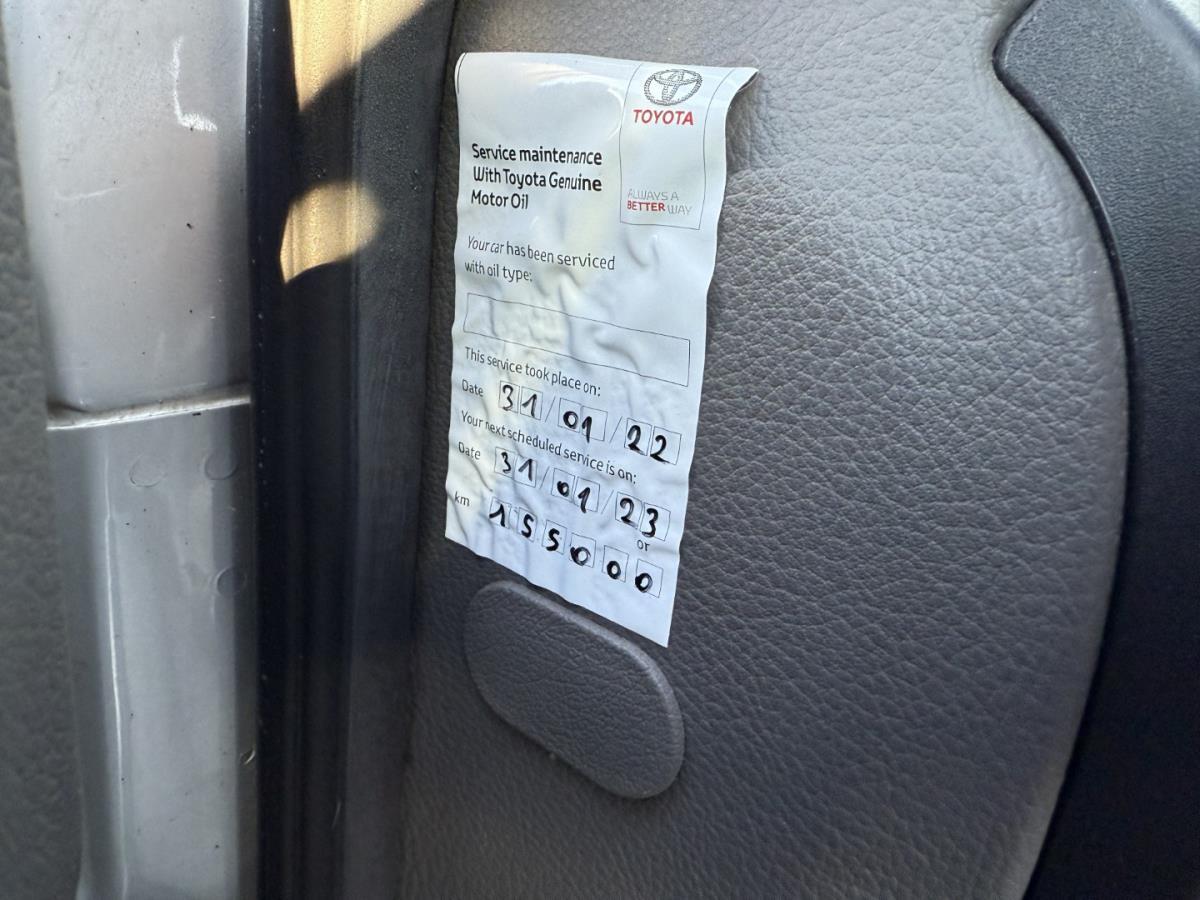 TOYOTA
Service maintenance
With Toyota Genuine
Motor Oil
ALWAYS A
BETTER WAY
Your car has been serviced
with oil type:
This service took place on:
Date 31/01/22
Your next scheduled service is on:
Date 31/01/23
or
km 155000